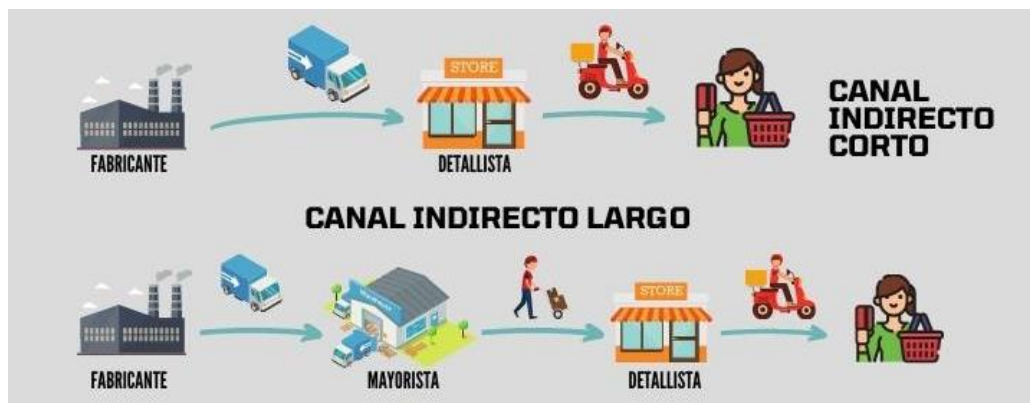 STORE
FABRICANTE
DETALLISTA
CANAL
INDIRECTO
CORTO
CANAL INDIRECTO LARGO
STORE
FABRICANTE
MAYORISTA
DETALLISTA